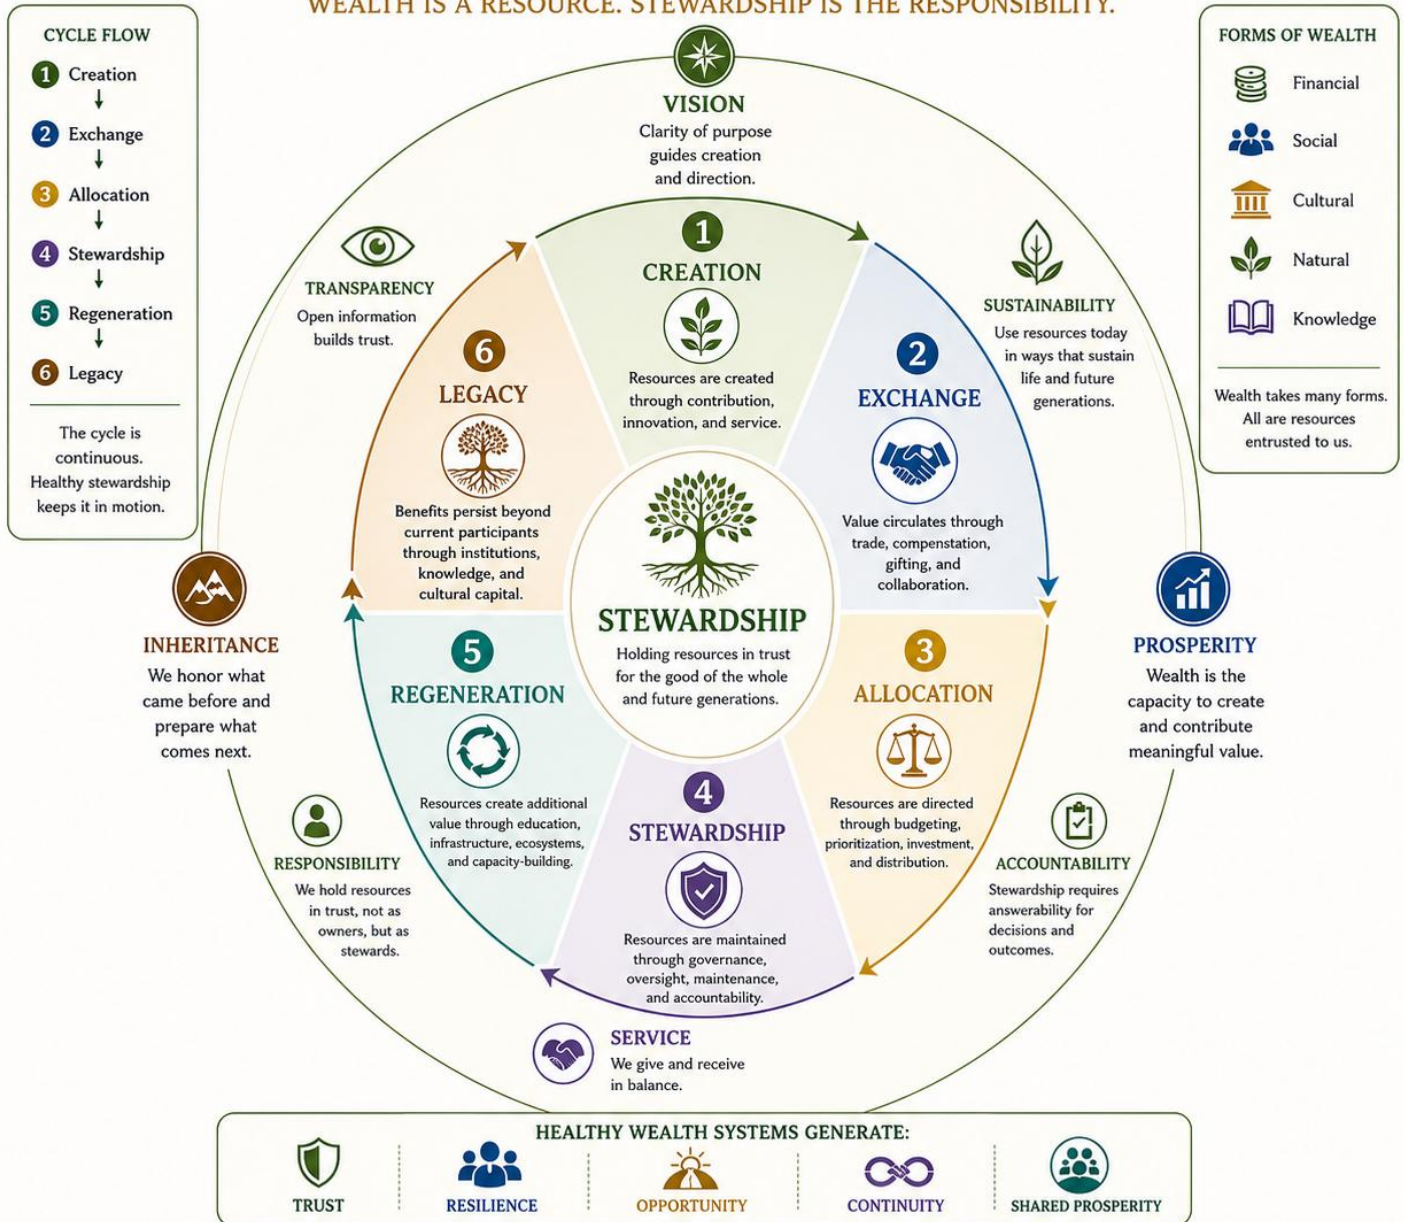 WEALTH IS A RESOURCE. STEWARDSHIP IS THE RESPONSIBILITY.
CYCLE FLOW
1 Creation
2 Exchange
3 Allocation
4 Stewardship
5 Regeneration
6 Legacy
The cycle is
continuous.
Healthy stewardship
keeps it in motion.
FORMS OF WEALTH
Financial
Social
Cultural
Natural
Knowledge
Wealth takes many forms.
All are resources
entrusted to us.
VISION
Clarity of purpose
guides creation
and direction.
TRANSPARENCY
Open information
builds trust.
SUSTAINABILITY
Use resources today
in ways that sustain
life and future
generations.
1
CREATION
Resources are created
through contribution,
innovation, and service.
2
EXCHANGE
Value circulates through
trade, compenstation,
gifting, and
collaboration.
6
LEGACY
Benefits persist beyond
current participants
through institutions,
knowledge, and
cultural capital.
STEWARDSHIP
Holding resources in trust
for the good of the whole
and future generations.
INHERITANCE
We honor what
came before and
prepare what
comes next.
PROSPERITY
Wealth is the
capacity to create
and contribute
meaningful value.
5
REGENERATION
Resources create additional
value through education,
infrastructure, ecosystems,
and capacity-building.
3
ALLOCATION
Resources are directed
through budgeting,
prioritization, investment,
and distribution.
4
STEWARDSHIP
Resources are maintained
through governance,
oversight, maintenance,
and accountability.
RESPONSIBILITY
We hold resources
in trust, not as
owners, but as
stewards.
ACCOUNTABILITY
Stewardship requires
answerability for
decisions and
outcomes.
SERVICE
We give and receive
in balance.
HEALTHY WEALTH SYSTEMS GENERATE:
TRUST
RESILIENCE
OPPORTUNITY
CONTINUITY
SHARED PROSPERITY